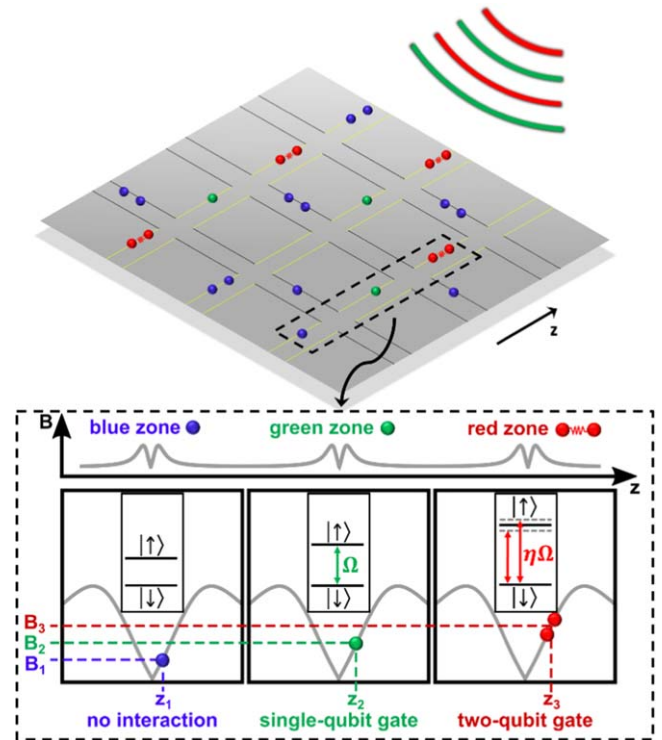 z
B
blue zone
green zone
red zone
z
|↑⟩
|↓⟩
|↑⟩
Ω
|↓⟩
|↑⟩
ηΩ
|↓⟩
B₃
B₂
B₁
z₁
z₂
z₃
no interaction
single-qubit gate
two-qubit gate